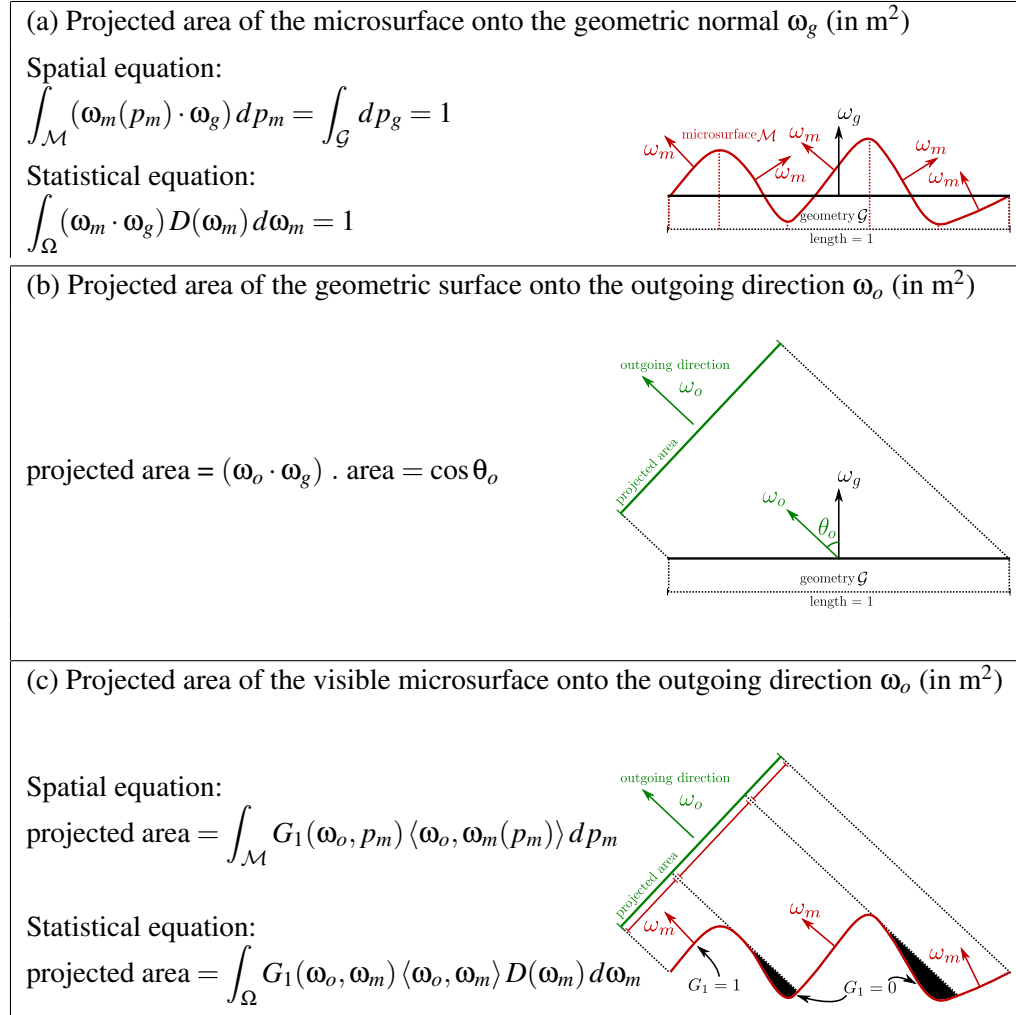 (a) Projected area of the microsurface onto the geometric normal ω_g (in m²)
Spatial equation:
∫_ℳ (ω_m(p_m) · ω_g) dp_m = ∫_𝒢 dp_g = 1
Statistical equation:
∫_Ω (ω_m · ω_g) D(ω_m) dω_m = 1
ω_g
microsurface ℳ
ω_m
ω_m
ω_m
ω_m
ω_m
geometry 𝒢
length = 1
(b) Projected area of the geometric surface onto the outgoing direction ω_o (in m²)
projected area = (ω_o · ω_g) . area = cos θ_o
outgoing direction
ω_o
projected area
ω_o
θ_o
ω_g
geometry 𝒢
length = 1
(c) Projected area of the visible microsurface onto the outgoing direction ω_o (in m²)
Spatial equation:
projected area = ∫_ℳ G₁(ω_o, p_m) ⟨ω_o, ω_m(p_m)⟩ dp_m
Statistical equation:
projected area = ∫_Ω G₁(ω_o, ω_m) ⟨ω_o, ω_m⟩ D(ω_m) dω_m
outgoing direction
ω_o
projected area
ω_m
ω_m
ω_m
G₁ = 1
G₁ = 0